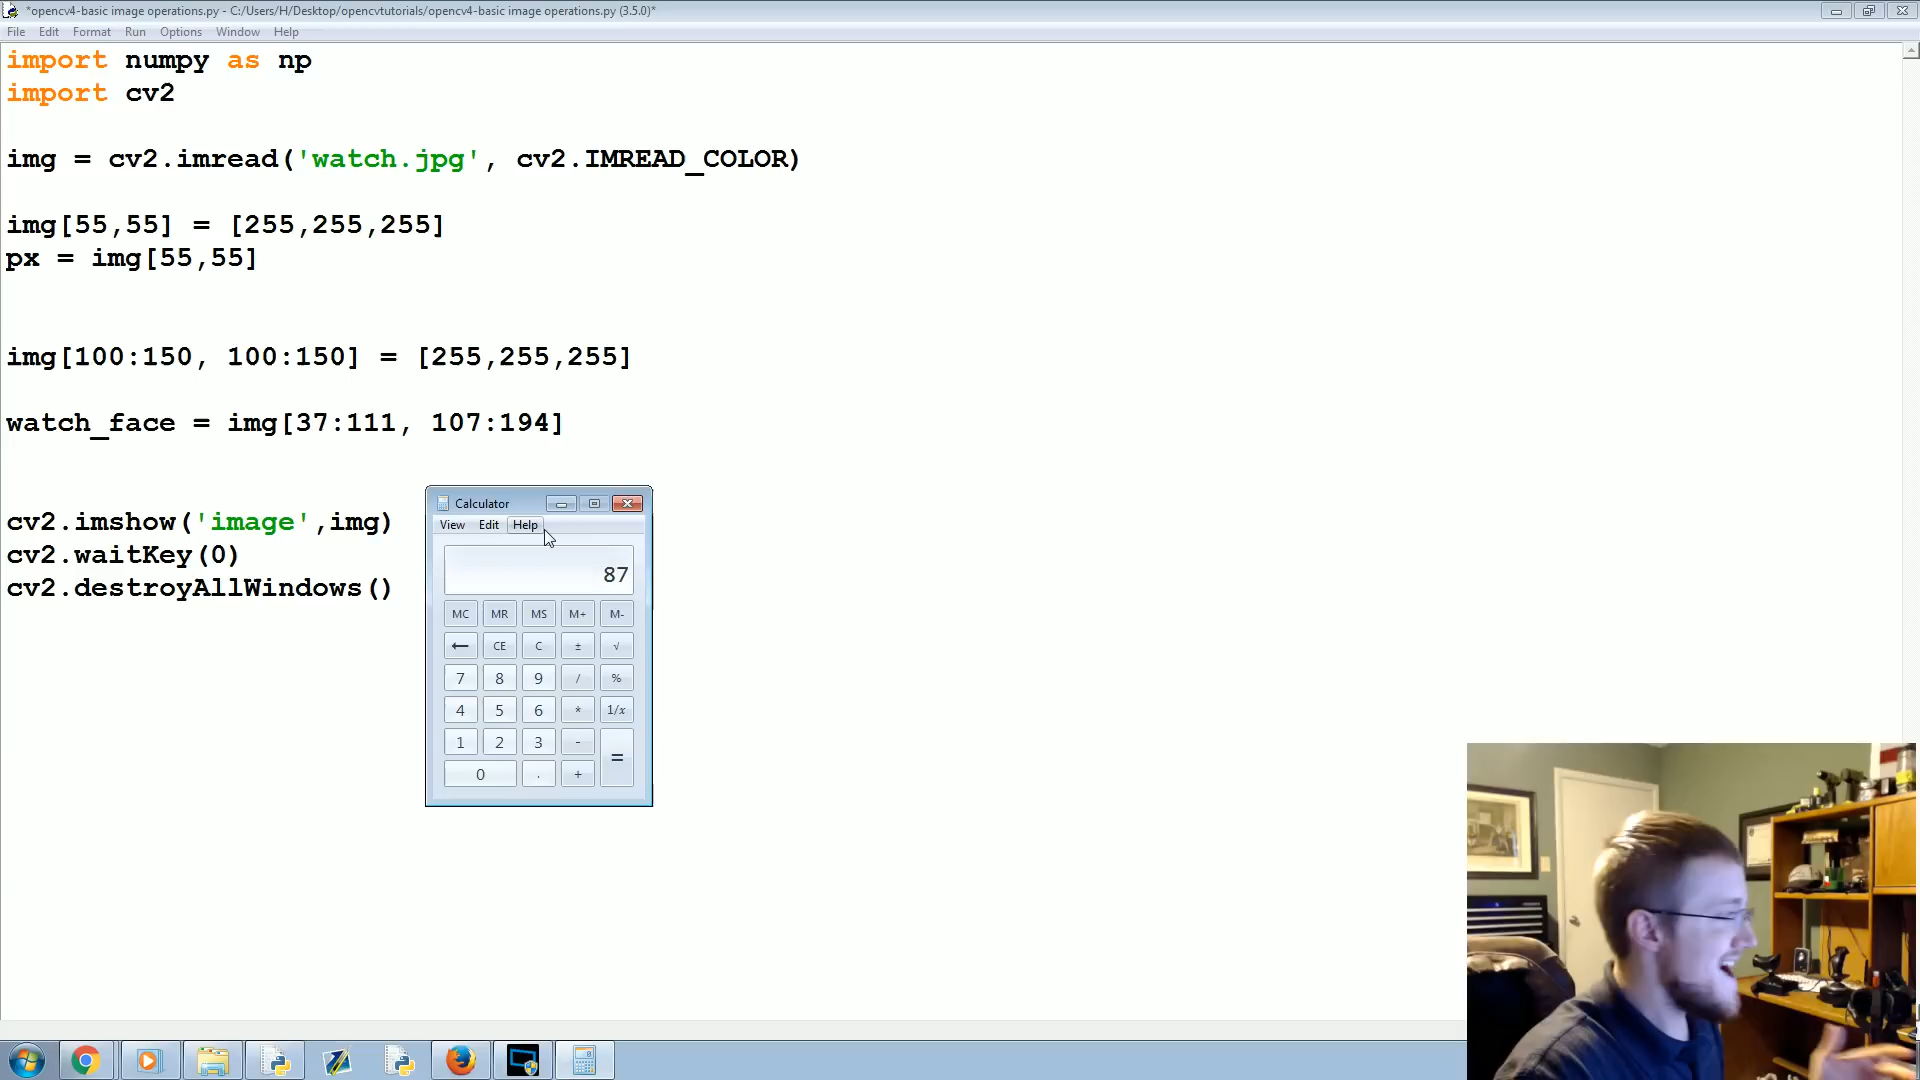 *opencv4-basic image operations.py - C:/Users/H/Desktop/opencvtutorials/opencv4-basic image operations.py (3.5.0)*
File Edit Format Run Options Window Help
import numpy as np
import cv2
img = cv2.imread('watch.jpg', cv2.IMREAD_COLOR)
img[55,55] = [255,255,255]
px = img[55,55]
img[100:150, 100:150] = [255,255,255]
watch_face = img[37:111, 107:194]
cv2.imshow('image',img)
cv2.waitKey(0)
cv2.destroyAllWindows()
Calculator
View Edit Help
87
MC MR MS M+ M-
← CE C ± √
7 8 9 / %
4 5 6 * 1/x
1 2 3 - =
0 . +